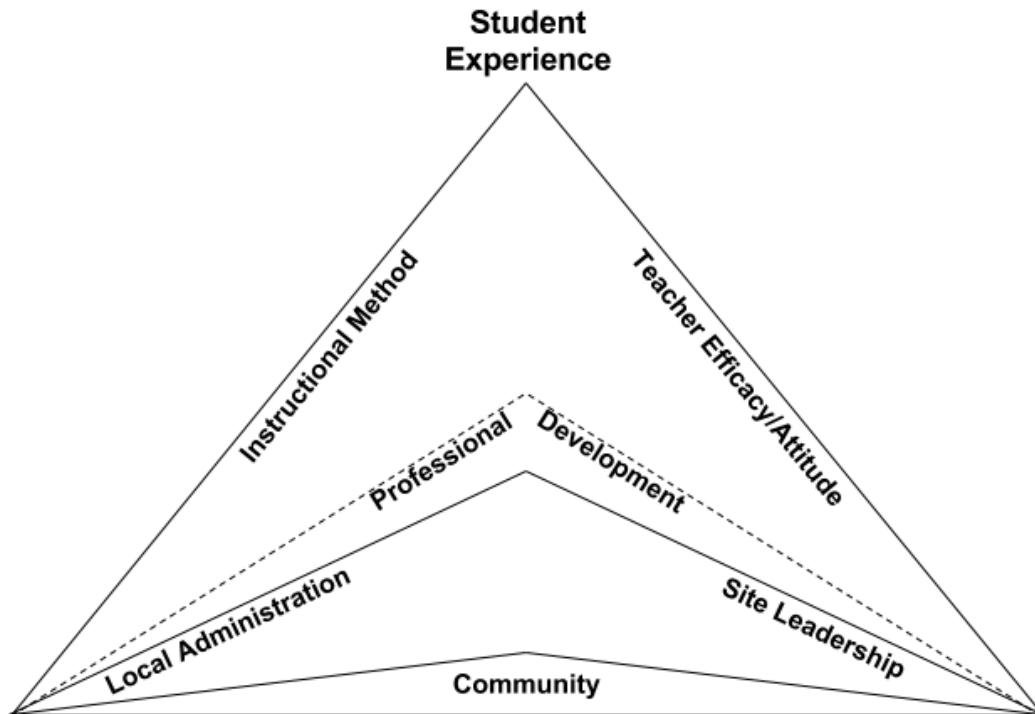 Student
Experience
Instructional Method
Teacher Efficacy/Attitude
Professional
Development
Local Administration
Site Leadership
Community